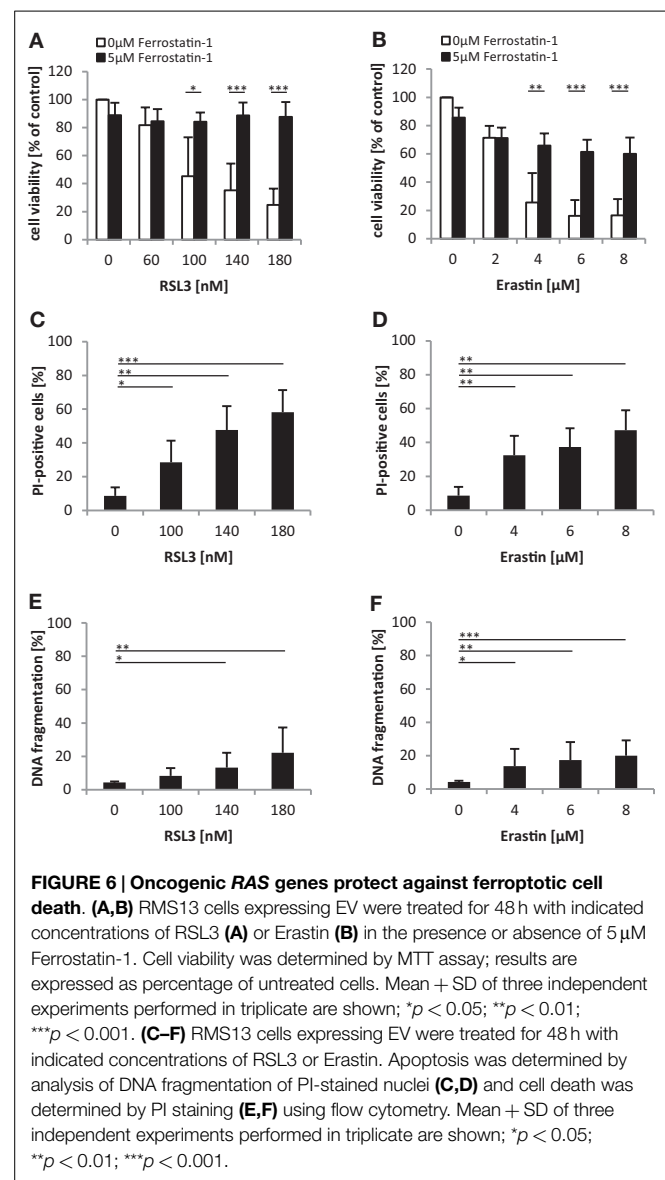 A
0μM Ferrostatin-1
5μM Ferrostatin-1
cell viability [% of control]
120
100
80
60
40
20
0
* *** ***
0 60 100 140 180
RSL3 [nM]
B
0μM Ferrostatin-1
5μM Ferrostatin-1
cell viability [% of control]
120
100
80
60
40
20
0
** *** ***
0 2 4 6 8
Erastin [μM]
C
PI-positive cells [%]
100
80
60
40
20
0
***
**
*
0 100 140 180
RSL3 [nM]
D
PI-positive cells [%]
100
80
60
40
20
0
**
**
**
0 4 6 8
Erastin [μM]
E
DNA fragmentation [%]
100
80
60
40
20
0
**
*
0 100 140 180
RSL3 [nM]
F
DNA fragmentation [%]
100
80
60
40
20
0
***
**
*
0 4 6 8
Erastin [μM]
FIGURE 6 | Oncogenic RAS genes protect against ferroptotic cell
death. (A,B) RMS13 cells expressing EV were treated for 48 h with indicated
concentrations of RSL3 (A) or Erastin (B) in the presence or absence of 5 μM
Ferrostatin-1. Cell viability was determined by MTT assay; results are
expressed as percentage of untreated cells. Mean + SD of three independent
experiments performed in triplicate are shown; *p < 0.05; **p < 0.01;
***p < 0.001. (C–F) RMS13 cells expressing EV were treated for 48 h with
indicated concentrations of RSL3 or Erastin. Apoptosis was determined by
analysis of DNA fragmentation of PI-stained nuclei (C,D) and cell death was
determined by PI staining (E,F) using flow cytometry. Mean + SD of three
independent experiments performed in triplicate are shown; *p < 0.05;
**p < 0.01; ***p < 0.001.